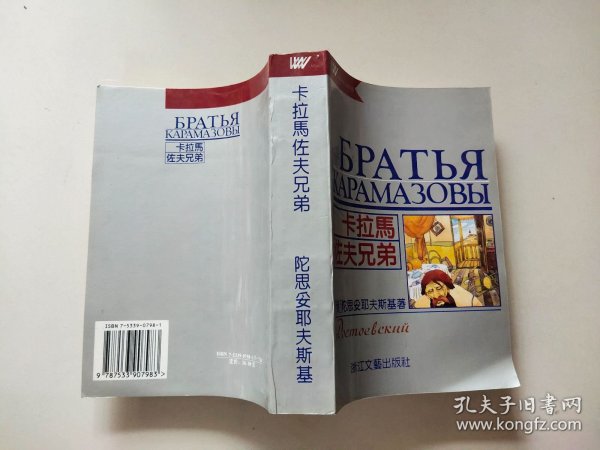 БРАТЬЯ
КАРАМАЗОВЫ
卡拉馬
佐夫兄弟
ISBN 7-5339-0798-1
9 787533 907983 >
卡拉馬佐夫兄弟
陀思妥耶夫斯基
БРАТЬЯ
КАРАМАЗОВЫ
卡拉馬
佐夫兄弟
陀思妥耶夫斯基著
Достоевский
浙江文藝出版社
孔夫子旧书网
www.kongfz.com